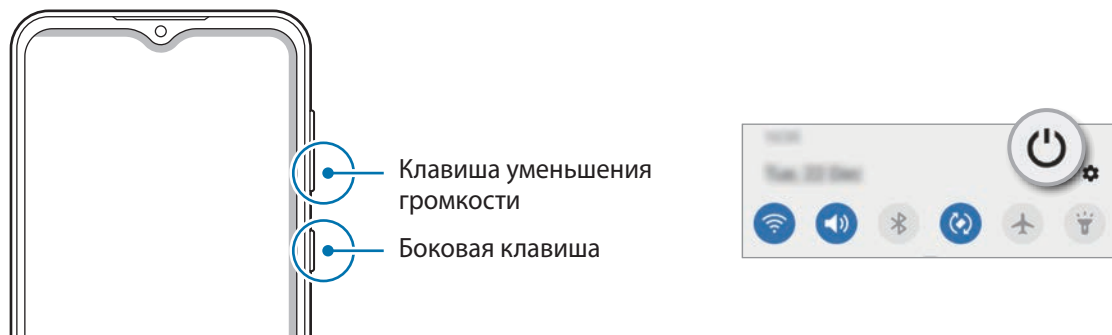 Клавиша уменьшения
громкости
Боковая клавиша